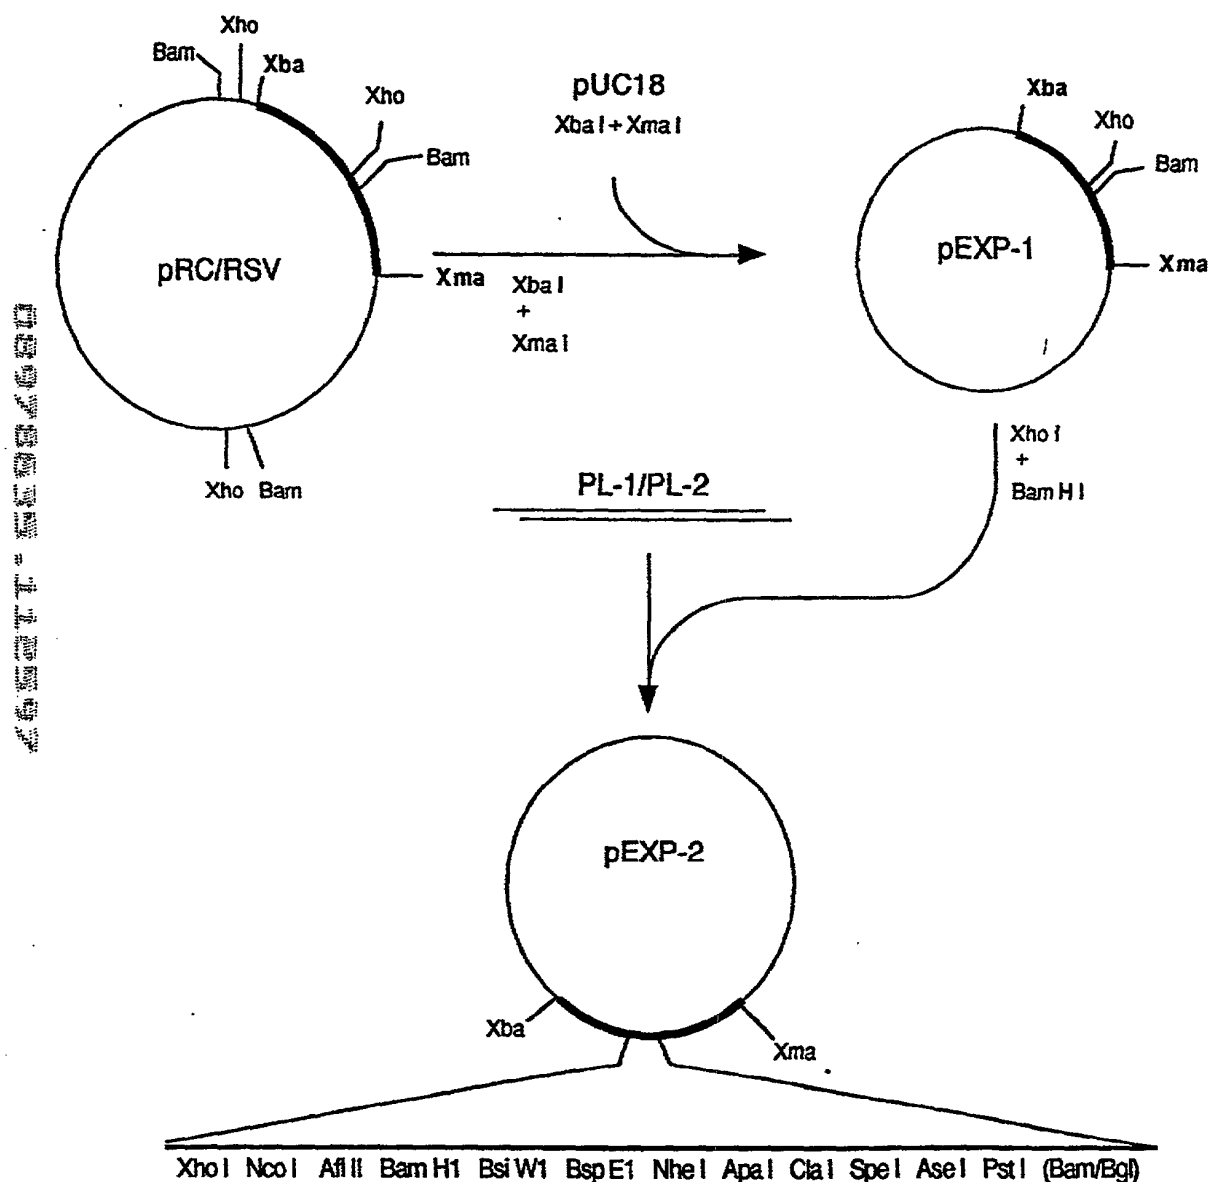 Xho
Bam
Xba
Xho
Bam
pRC/RSV
Xma
Xho Bam
pUC18
Xba I + Xma I
Xba I
+
Xma I
Xba
Xho
Bam
pEXP-1
Xma
Xho I
+
Bam H I
PL-1/PL-2
pEXP-2
Xba
Xma
Xho I Nco I Afl II Bam H1 Bsi W1 Bsp E1 Nhe I Apa I Cla I Spe I Ase I Pst I (Bam/Bgl)